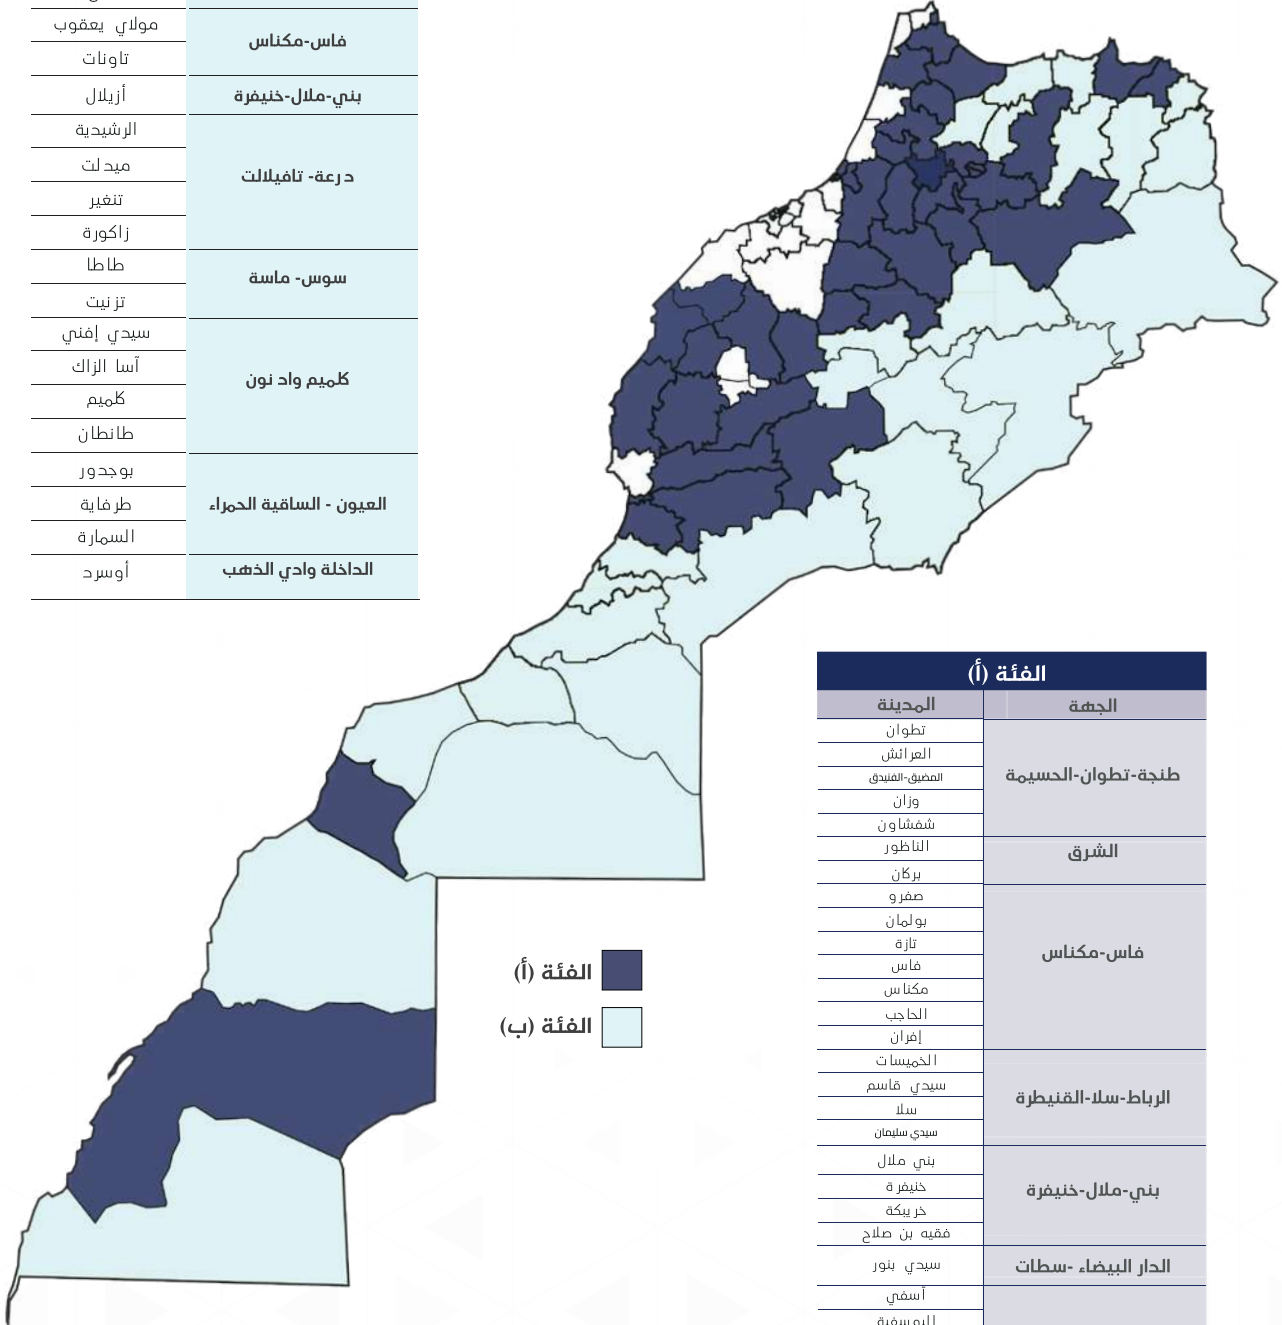 مولاي يعقوب
تاونات
فاس-مكناس
أزيلال
بني-ملال-خنيفرة
الرشيدية
ميدلت
تنغير
زاكورة
درعة- تافيلالت
طاطا
تزنيت
سوس- ماسة
سيدي إفني
آسا الزاك
كلميم
طانطان
كلميم واد نون
بوجدور
طرفاية
السمارة
العيون - الساقية الحمراء
أوسرد
الداخلة وادي الذهب
الفئة (أ)
الفئة (ب)
الفئة (أ)
الجهة
المدينة
طنجة-تطوان-الحسيمة
تطوان
العرائش
المضيق-الفنيدق
وزان
شفشاون
الشرق
الناظور
بركان
فاس-مكناس
صفرو
بولمان
تازة
فاس
مكناس
الحاجب
إفران
الرباط-سلا-القنيطرة
الخميسات
سيدي قاسم
سلا
سيدي سليمان
بني-ملال-خنيفرة
بني ملال
خنيفرة
خريبكة
فقيه بن صلاح
الدار البيضاء -سطات
سيدي بنور
آسفي
اليوسفية